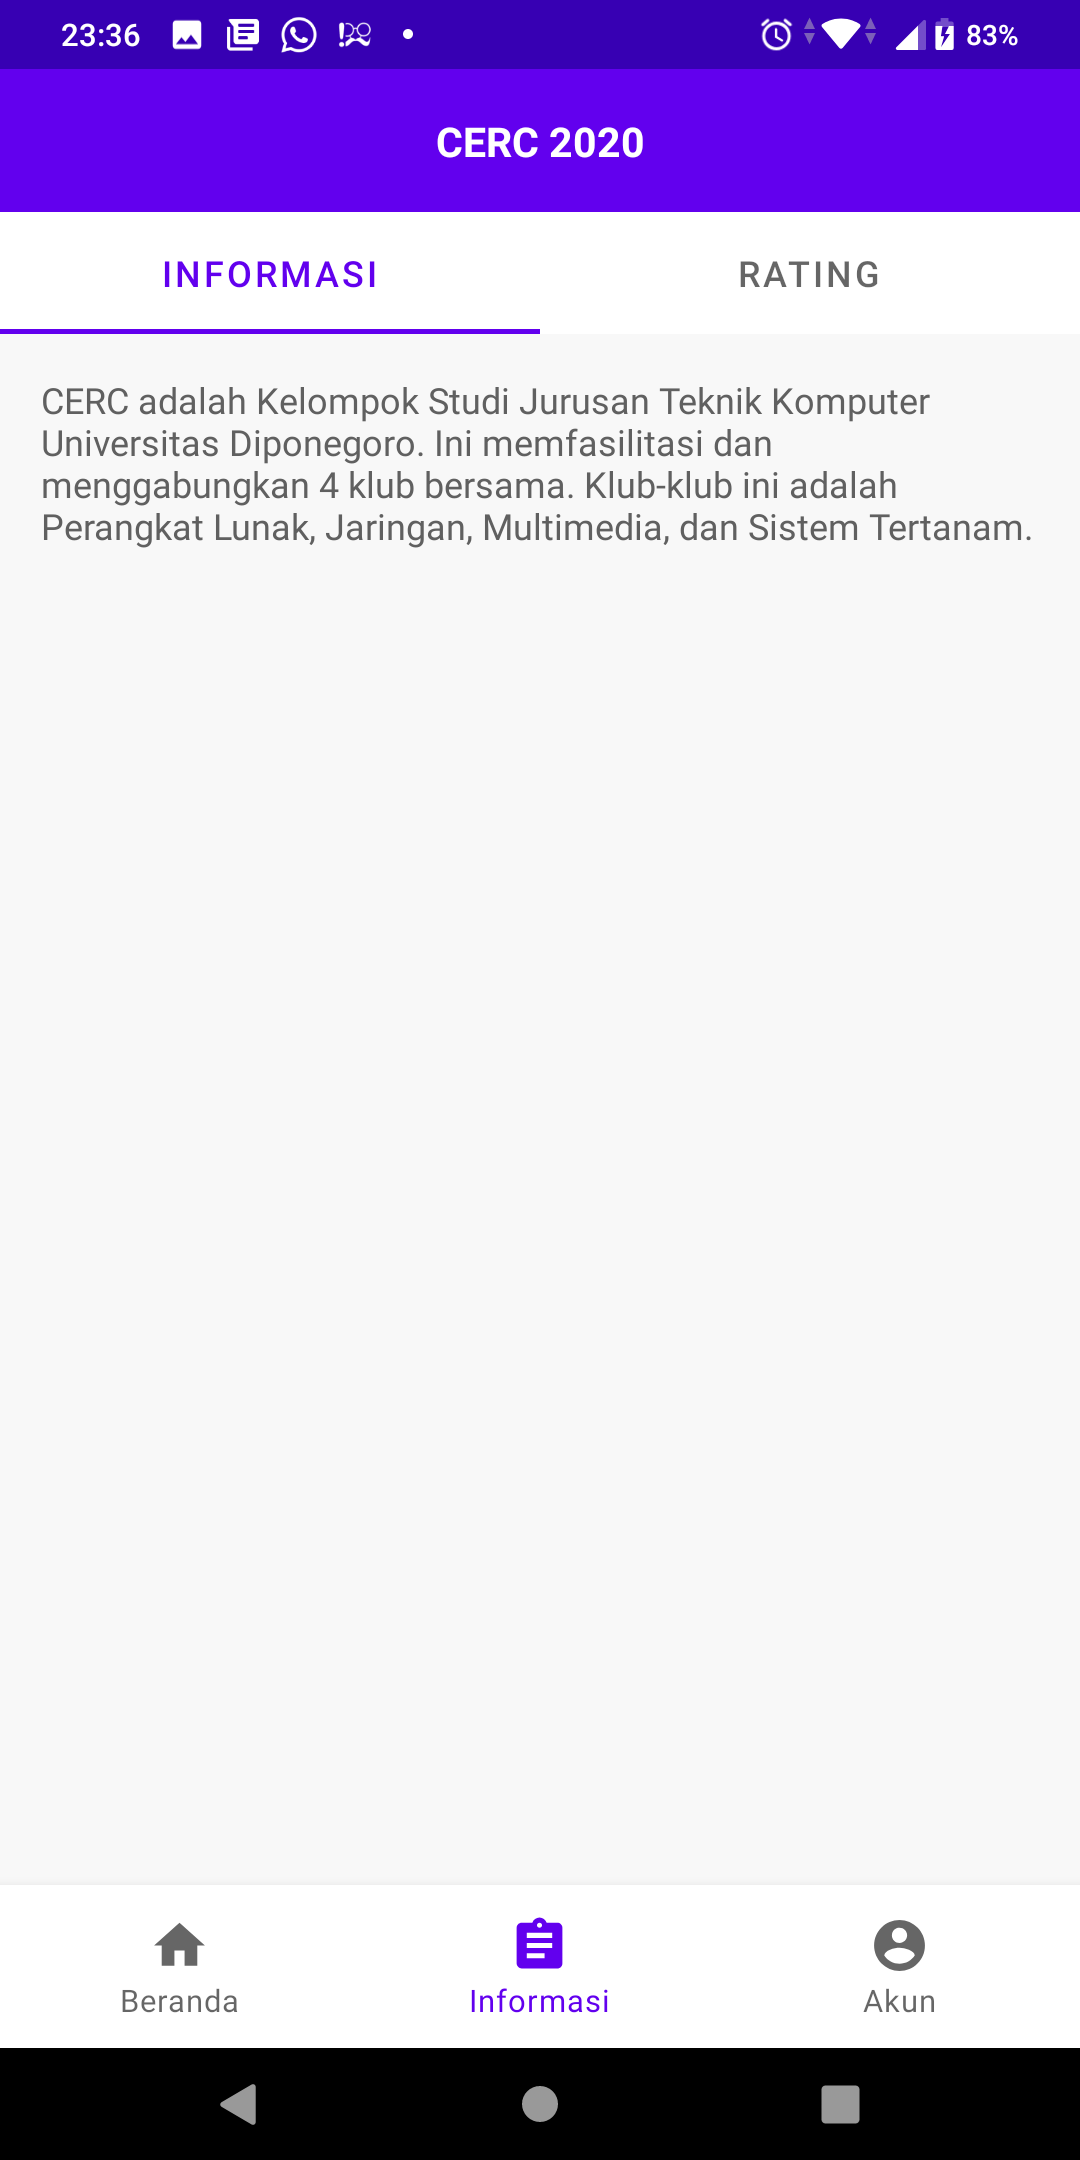 23:36
83%
CERC 2020
INFORMASI
RATING
CERC adalah Kelompok Studi Jurusan Teknik Komputer
Universitas Diponegoro. Ini memfasilitasi dan
menggabungkan 4 klub bersama. Klub-klub ini adalah
Perangkat Lunak, Jaringan, Multimedia, dan Sistem Tertanam.
Beranda
Informasi
Akun